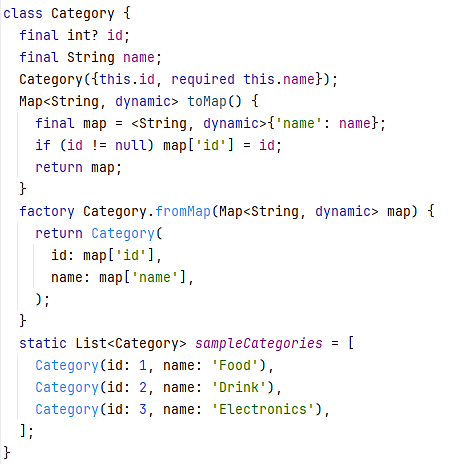 class Category {
  final int? id;
  final String name;
  Category({this.id, required this.name});
  Map<String, dynamic> toMap() {
    final map = <String, dynamic>{'name': name};
    if (id != null) map['id'] = id;
    return map;
  }
  factory Category.fromMap(Map<String, dynamic> map) {
    return Category(
      id: map['id'],
      name: map['name'],
    );
  }
  static List<Category> sampleCategories = [
    Category(id: 1, name: 'Food'),
    Category(id: 2, name: 'Drink'),
    Category(id: 3, name: 'Electronics'),
  ];
}